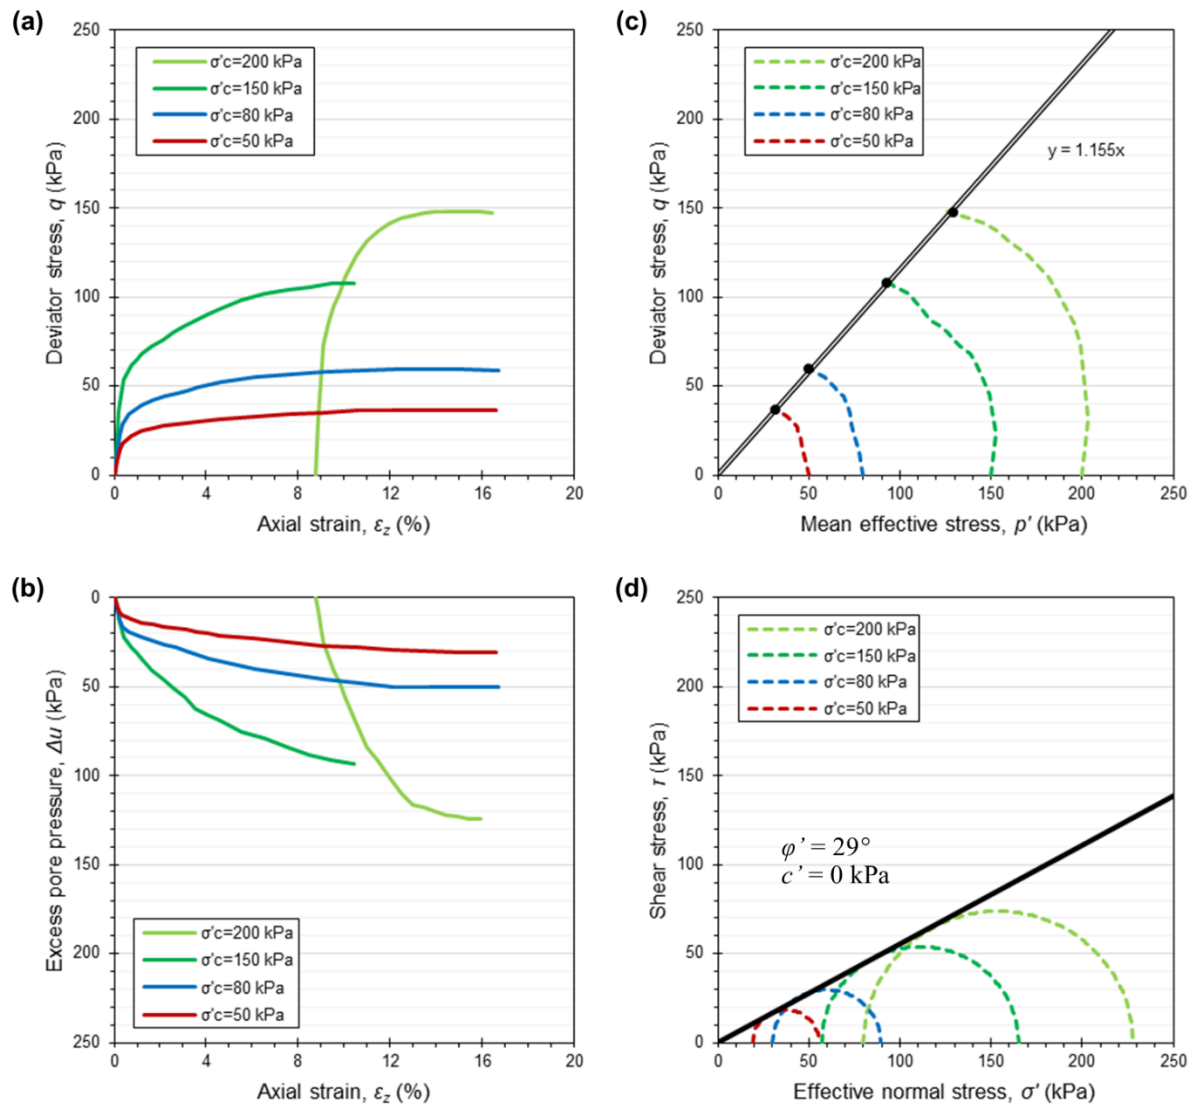 (a)
250
200
150
100
50
0
Deviator stress, q (kPa)
σ'c=200 kPa
σ'c=150 kPa
σ'c=80 kPa
σ'c=50 kPa
0 4 8 12 16 20
Axial strain, εz (%)
(c)
250
200
150
100
50
0
Deviator stress, q (kPa)
σ'c=200 kPa
σ'c=150 kPa
σ'c=80 kPa
σ'c=50 kPa
y = 1.155x
0 50 100 150 200 250
Mean effective stress, p' (kPa)
(b)
0
50
100
150
200
250
Excess pore pressure, Δu (kPa)
σ'c=200 kPa
σ'c=150 kPa
σ'c=80 kPa
σ'c=50 kPa
0 4 8 12 16 20
Axial strain, εz (%)
(d)
250
200
150
100
50
0
Shear stress, τ (kPa)
σ'c=200 kPa
σ'c=150 kPa
σ'c=80 kPa
σ'c=50 kPa
φ' = 29°
c' = 0 kPa
0 50 100 150 200 250
Effective normal stress, σ' (kPa)